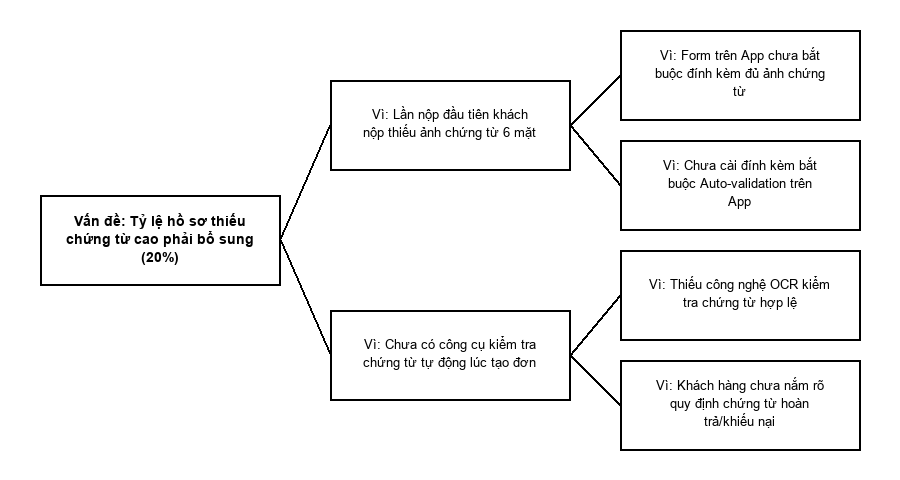 Vấn đề: Tỷ lệ hồ sơ thiếu
chứng từ cao phải bổ sung
(20%)
Vì: Lần nộp đầu tiên khách
nộp thiếu ảnh chứng từ 6 mặt
Vì: Form trên App chưa bắt
buộc đính kèm đủ ảnh chứng
từ
Vì: Chưa cài đính kèm bắt
buộc Auto-validation trên
App
Vì: Chưa có công cụ kiểm tra
chứng từ tự động lúc tạo đơn
Vì: Thiếu công nghệ OCR kiểm
tra chứng từ hợp lệ
Vì: Khách hàng chưa nắm rõ
quy định chứng từ hoàn
trả/khiếu nại